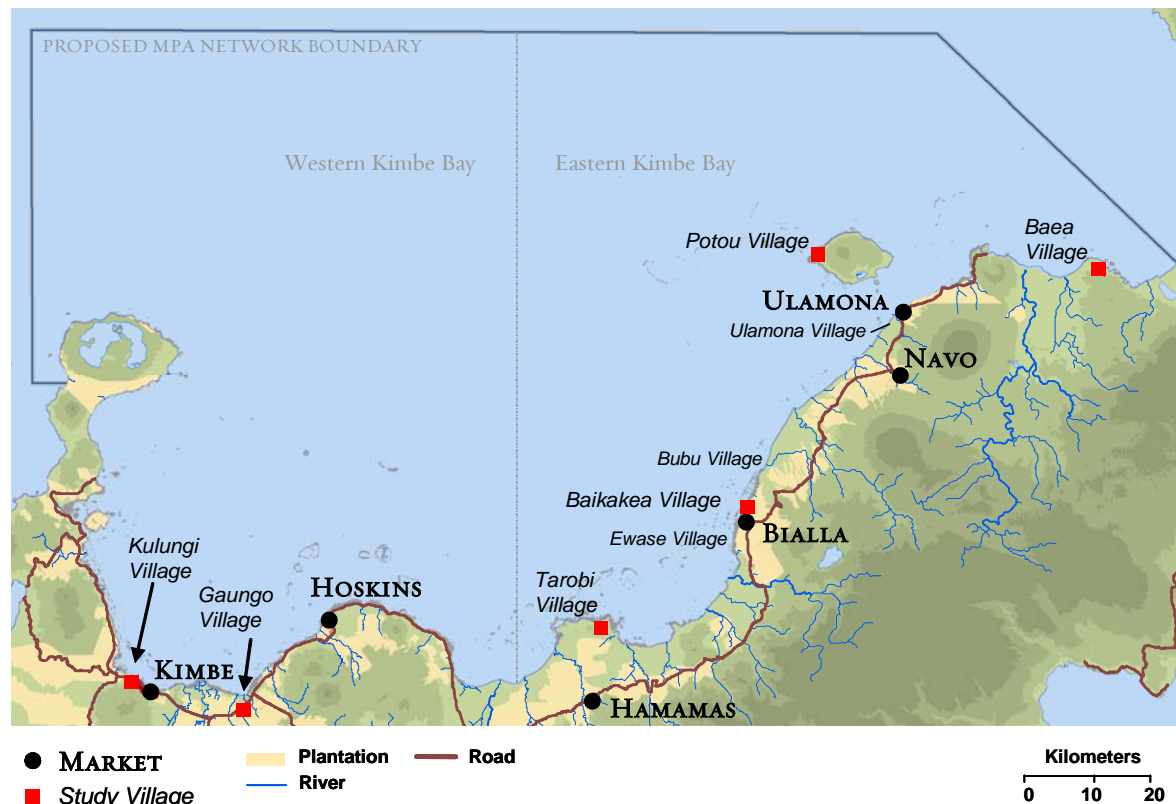 PROPOSED MPA NETWORK BOUNDARY
Western Kimbe Bay
Eastern Kimbe Bay
Potou Village
Baea
Village
ULAMONA
Ulamona Village
NAVO
Bubu Village
Baikakea Village
BIALLA
Ewase Village
Kulungi
Village
Gaungo
Village
HOSKINS
Tarobi
Village
KIMBE
HAMAMAS
MARKET
Study Village
Plantation
River
Road
Kilometers
0 10 20